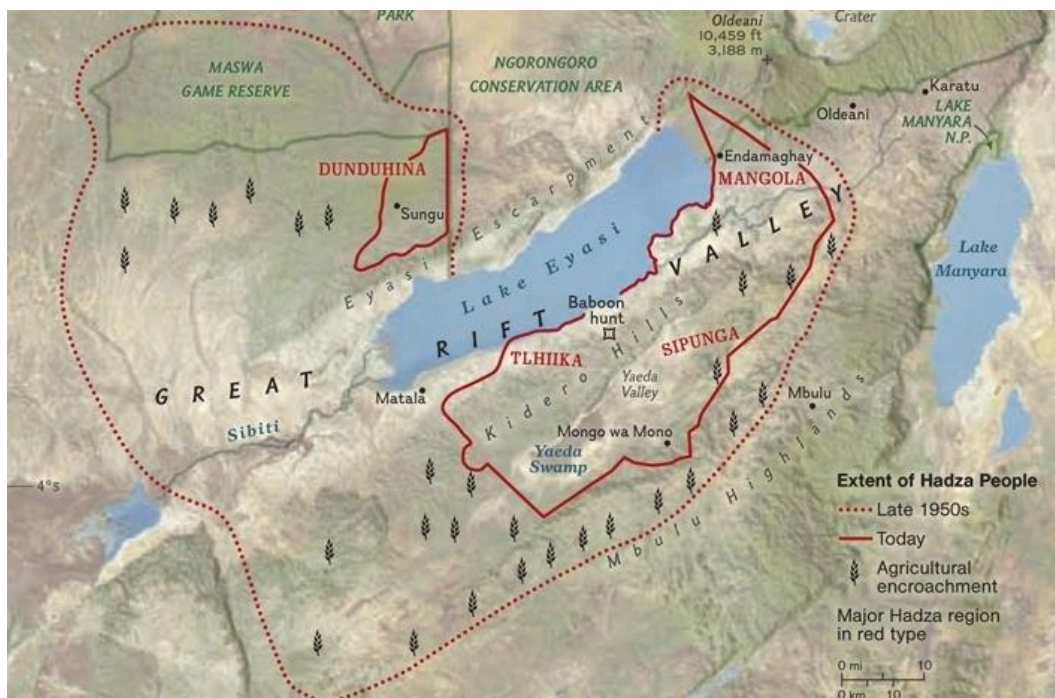 PARK
Oldeani
10,459 ft
3,188 m
Crater
MASWA
GAME RESERVE
NGORONGORO
CONSERVATION AREA
Karatu
Oldeani
LAKE
MANYARA
N.P.
DUNDUHINA
Sungu
Endamaghay
MANGOLA
Eyasi Escarpment
Lake Eyasi
Lake
Manyara
GREAT RIFT VALLEY
Baboon
hunt
TLHIIKA
SIPUNGA
Kidero Hills
Yaeda
Valley
Matala
Mbulu
Sibiti
Mongo wa Mono
Yaeda
Swamp
Mbulu Highlands
4°S
Extent of Hadza People
Late 1950s
Today
Agricultural
encroachment
Major Hadza region
in red type
0 mi 10
0 km 10